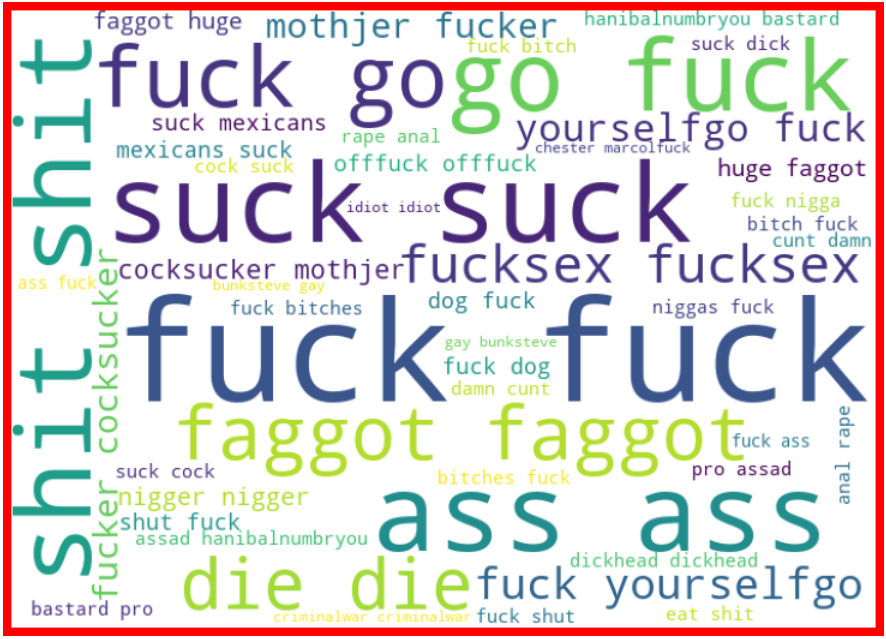 faggot huge
mothjer fucker
hanibalnumbryou bastard
fuck bitch
suck dick
fuck go
go fuck
shit shit
suck mexicans
rape anal
yourselfgo fuck
mexicans suck
chester marcolfuck
cock suck
offfuck offfuck
huge faggot
suck suck
idiot idiot
fuck nigga
bitch fuck
cunt damn
cocksucker mothjer
fucksex fucksex
ass fuck
bunksteve gay
fuck bitches
dog fuck
niggas fuck
fuck fuck
gay bunksteve
fuck dog
damn cunt
fucker cocksucker
faggot faggot
fuck ass
anal rape
suck cock
bitches fuck
pro assad
nigger nigger
ass ass
shut fuck
assad hanibalnumbryou
dickhead dickhead
die die
fuck yourselfgo
bastard pro
criminalwar criminalwar
fuck shut
eat shit